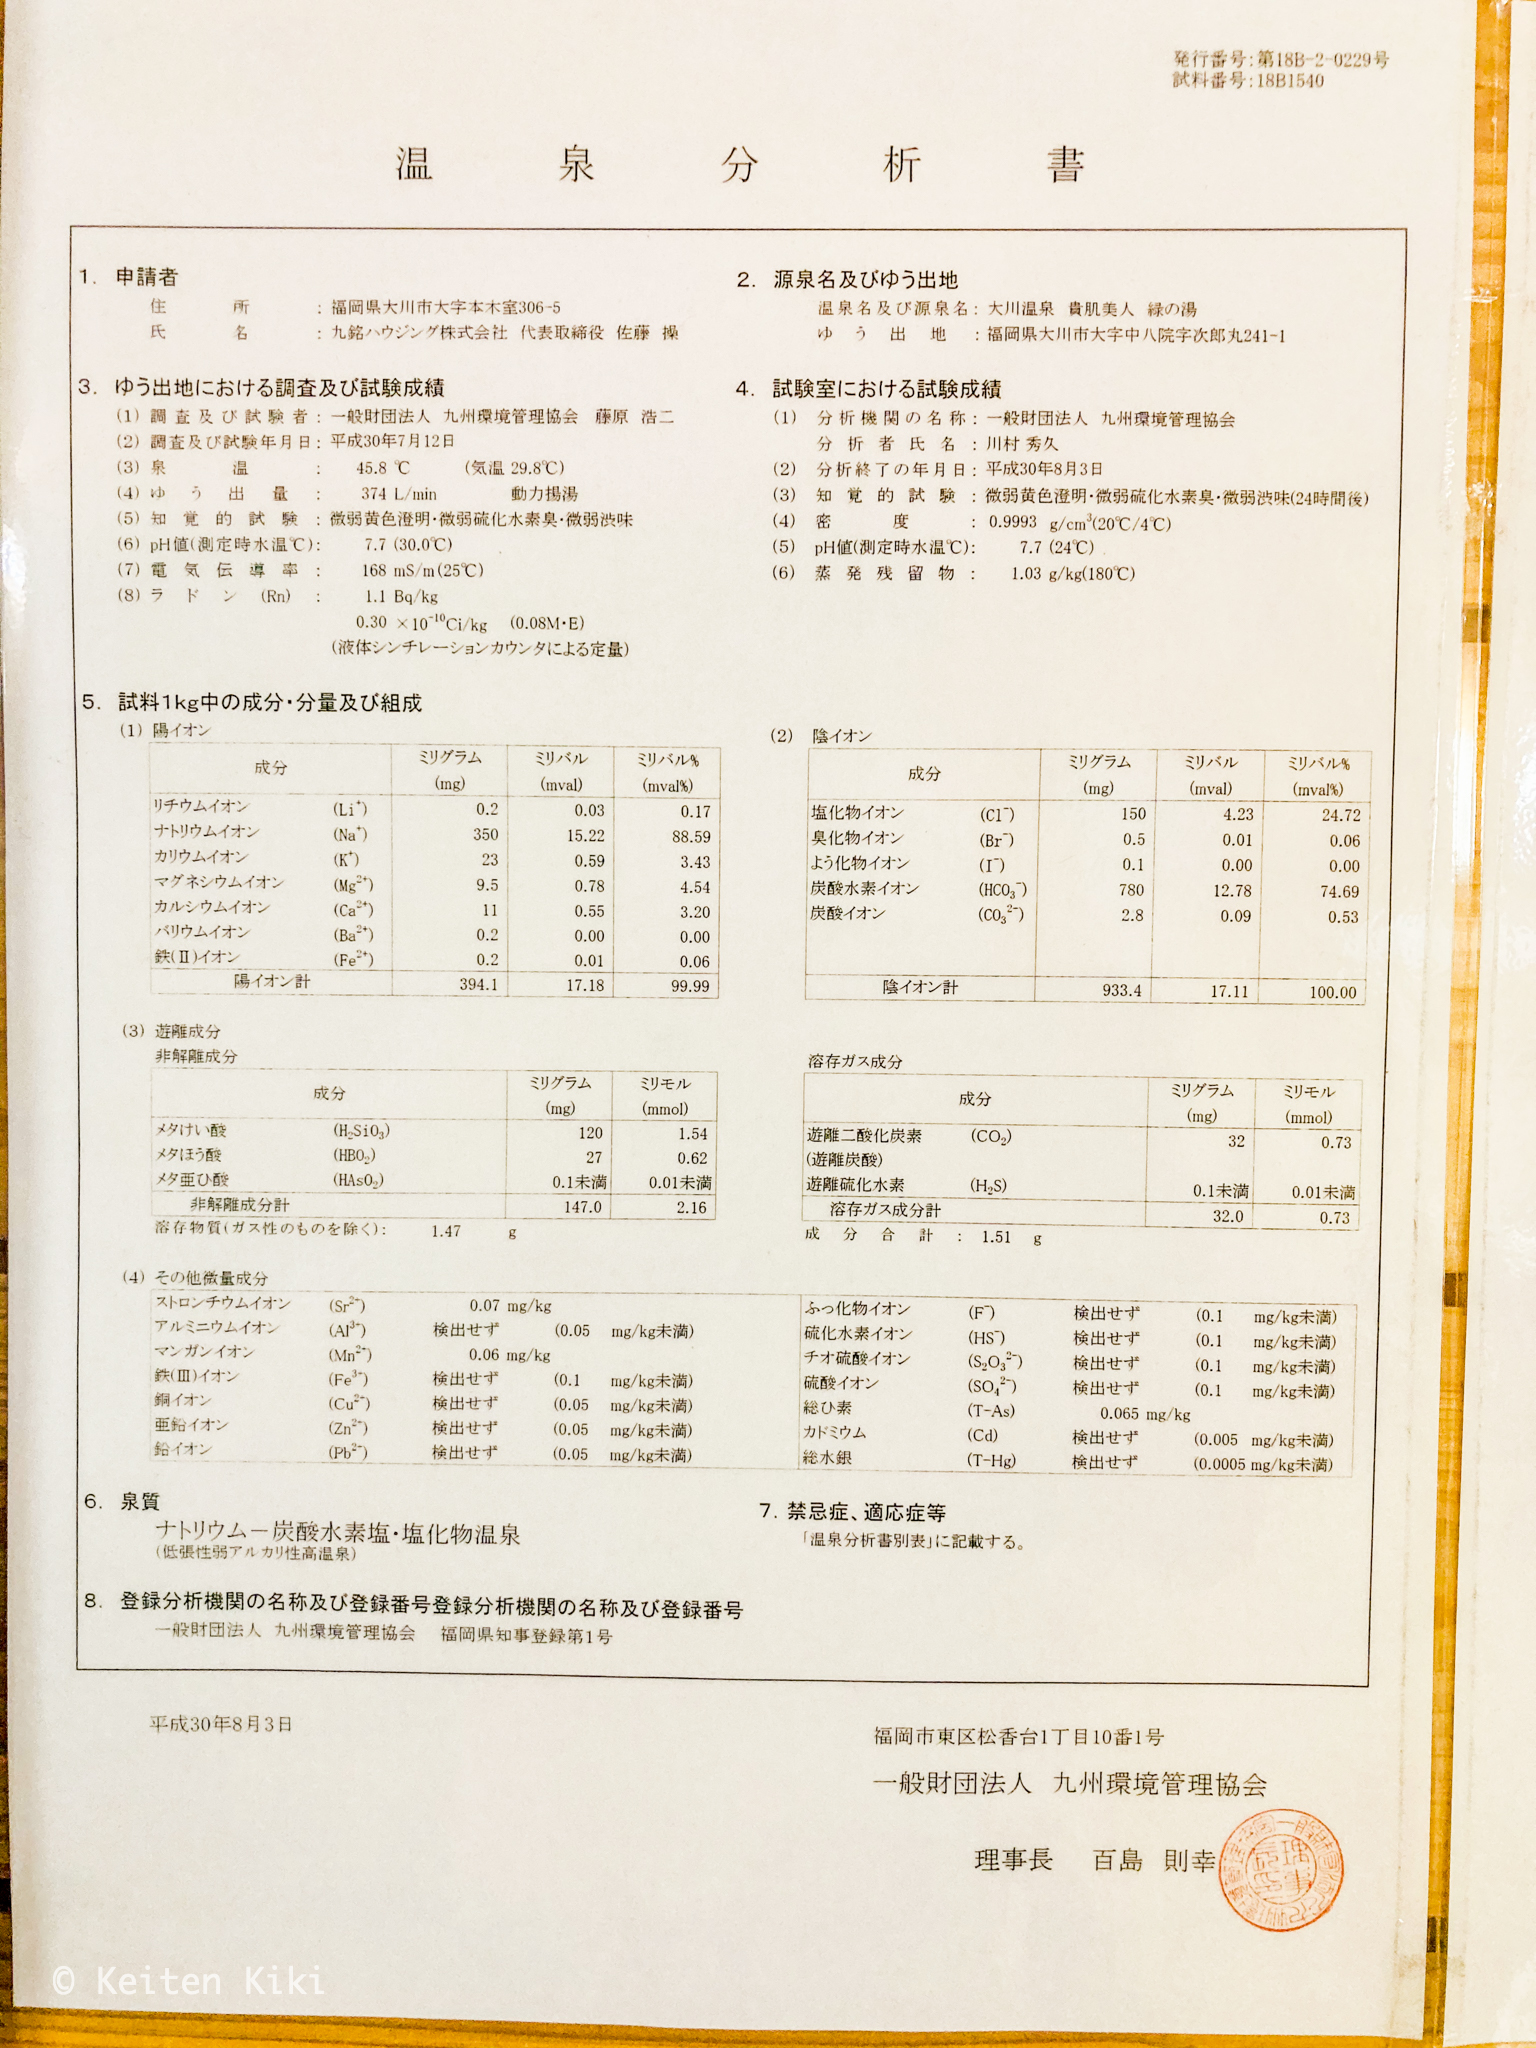 発行番号:第18B-2-0229号
試料番号:18B1540
温泉分析書
1. 申請者
住所 : 福岡県大川市大字本木室306-5
氏名 : 九銘ハウジング株式会社 代表取締役 佐藤 操
2. 源泉名及びゆう出地
温泉名及び源泉名: 大川温泉 貴肌美人 緑の湯
ゆう出地 : 福岡県大川市大字中八院字次郎丸241-1
3. ゆう出地における調査及び試験成績
(1) 調査及び試験者: 一般財団法人 九州環境管理協会 藤原 浩二
(2) 調査及び試験年月日: 平成30年7月12日
(3) 泉温 : 45.8 ℃ (気温 29.8℃)
(4) ゆう出量 : 374 L/min 動力揚湯
(5) 知覚的試験 : 微弱黄色澄明・微弱硫化水素臭・微弱渋味
(6) pH値(測定時水温℃): 7.7 (30.0℃)
(7) 電気伝導率 : 168 mS/m(25℃)
(8) ラドン (Rn) : 1.1 Bq/kg
0.30 ×10⁻¹⁰Ci/kg (0.08M・E)
(液体シンチレーションカウンタによる定量)
4. 試験室における試験成績
(1) 分析機関の名称: 一般財団法人 九州環境管理協会
分析者氏名 : 川村 秀久
(2) 分析終了の年月日: 平成30年8月3日
(3) 知覚的試験 : 微弱黄色澄明・微弱硫化水素臭・微弱渋味(24時間後)
(4) 密度 : 0.9993 g/cm³(20℃/4℃)
(5) pH値(測定時水温℃): 7.7 (24℃)
(6) 蒸発残留物 : 1.03 g/kg(180℃)
5. 試料1kg中の成分・分量及び組成
(1) 陽イオン
成分 ミリグラム (mg) ミリバル (mval) ミリバル% (mval%)
リチウムイオン (Li⁺) 0.2 0.03 0.17
ナトリウムイオン (Na⁺) 350 15.22 88.59
カリウムイオン (K⁺) 23 0.59 3.43
マグネシウムイオン (Mg²⁺) 9.5 0.78 4.54
カルシウムイオン (Ca²⁺) 11 0.55 3.20
バリウムイオン (Ba²⁺) 0.2 0.00 0.00
鉄(Ⅱ)イオン (Fe²⁺) 0.2 0.01 0.06
陽イオン計 394.1 17.18 99.99
(2) 陰イオン
成分 ミリグラム (mg) ミリバル (mval) ミリバル% (mval%)
塩化物イオン (Cl⁻) 150 4.23 24.72
臭化物イオン (Br⁻) 0.5 0.01 0.06
よう化物イオン (I⁻) 0.1 0.00 0.00
炭酸水素イオン (HCO₃⁻) 780 12.78 74.69
炭酸イオン (CO₃²⁻) 2.8 0.09 0.53
陰イオン計 933.4 17.11 100.00
(3) 遊離成分
非解離成分
成分 ミリグラム (mg) ミリモル (mmol)
メタけい酸 (H₂SiO₃) 120 1.54
メタほう酸 (HBO₂) 27 0.62
メタ亜ひ酸 (HAsO₂) 0.1未満 0.01未満
非解離成分計 147.0 2.16
溶存物質(ガス性のものを除く): 1.47 g
溶存ガス成分
成分 ミリグラム (mg) ミリモル (mmol)
遊離二酸化炭素 (CO₂) 32 0.73
(遊離炭酸)
遊離硫化水素 (H₂S) 0.1未満 0.01未満
溶存ガス成分計 32.0 0.73
成分合計 : 1.51 g
(4) その他微量成分
ストロンチウムイオン (Sr²⁺) 0.07 mg/kg
アルミニウムイオン (Al³⁺) 検出せず (0.05 mg/kg未満)
マンガンイオン (Mn²⁺) 0.06 mg/kg
鉄(Ⅲ)イオン (Fe³⁺) 検出せず (0.1 mg/kg未満)
銅イオン (Cu²⁺) 検出せず (0.05 mg/kg未満)
亜鉛イオン (Zn²⁺) 検出せず (0.05 mg/kg未満)
鉛イオン (Pb²⁺) 検出せず (0.05 mg/kg未満)
ふっ化物イオン (F⁻) 検出せず (0.1 mg/kg未満)
硫化水素イオン (HS⁻) 検出せず (0.1 mg/kg未満)
チオ硫酸イオン (S₂O₃²⁻) 検出せず (0.1 mg/kg未満)
硫酸イオン (SO₄²⁻) 検出せず (0.1 mg/kg未満)
総ひ素 (T-As) 0.065 mg/kg
カドミウム (Cd) 検出せず (0.005 mg/kg未満)
総水銀 (T-Hg) 検出せず (0.0005 mg/kg未満)
6. 泉質
ナトリウムー炭酸水素塩・塩化物温泉
(低張性弱アルカリ性高温泉)
7. 禁忌症、適応症等
「温泉分析書別表」に記載する。
8. 登録分析機関の名称及び登録番号登録分析機関の名称及び登録番号
一般財団法人 九州環境管理協会 福岡県知事登録第1号
平成30年8月3日
福岡市東区松香台1丁目10番1号
一般財団法人 九州環境管理協会
理事長 百島 則幸
© Keiten Kiki